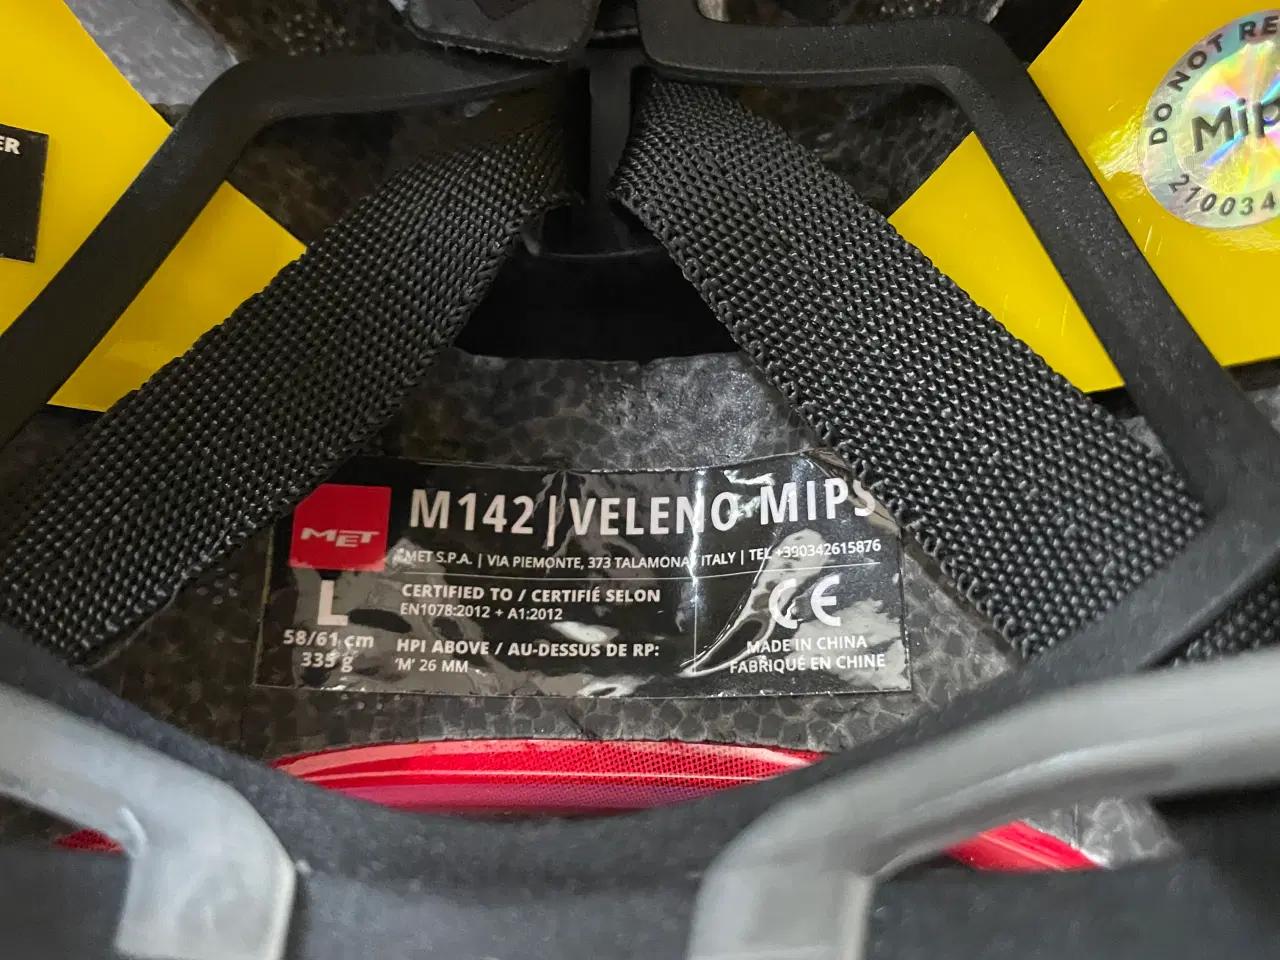 ER
DO NOT RE
Mip
210034
MET
M142 | VELENO MIPS
MET S.P.A. | VIA PIEMONTE, 373 TALAMONA, ITALY | TEL +390342615876
L
58/61 cm
335 g
CERTIFIED TO / CERTIFIÉ SELON
EN1078:2012 + A1:2012
HPI ABOVE / AU-DESSUS DE RP:
'M' 26 MM
CE
MADE IN CHINA
FABRIQUÉ EN CHINE